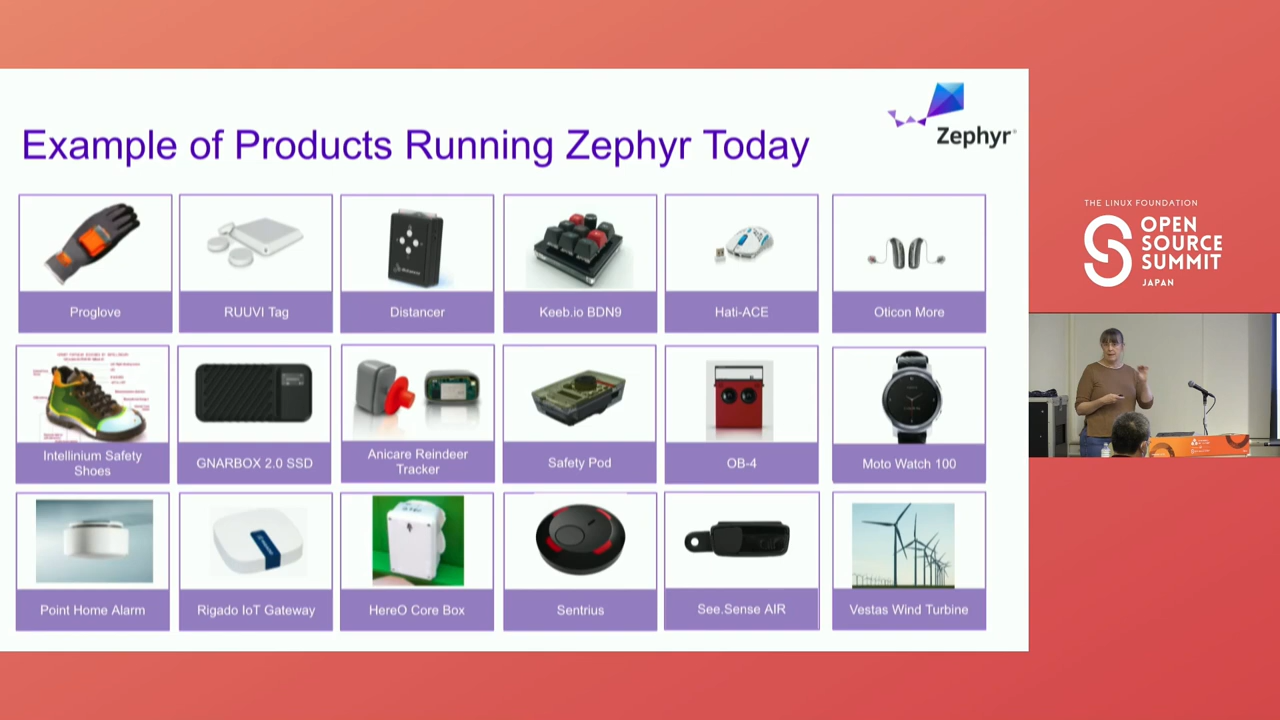 Example of Products Running Zephyr Today
Zephyr
Proglove
RUUVI Tag
Distancer
Keeb.io BDN9
Hati-ACE
Oticon More
Intellinium Safety
Shoes
GNARBOX 2.0 SSD
Anicare Reindeer
Tracker
Safety Pod
OB-4
Moto Watch 100
Point Home Alarm
Rigado IoT Gateway
HereO Core Box
Sentrius
See.Sense AIR
Vestas Wind Turbine
THE LINUX FOUNDATION
OPEN
SOURCE
SUMMIT
JAPAN